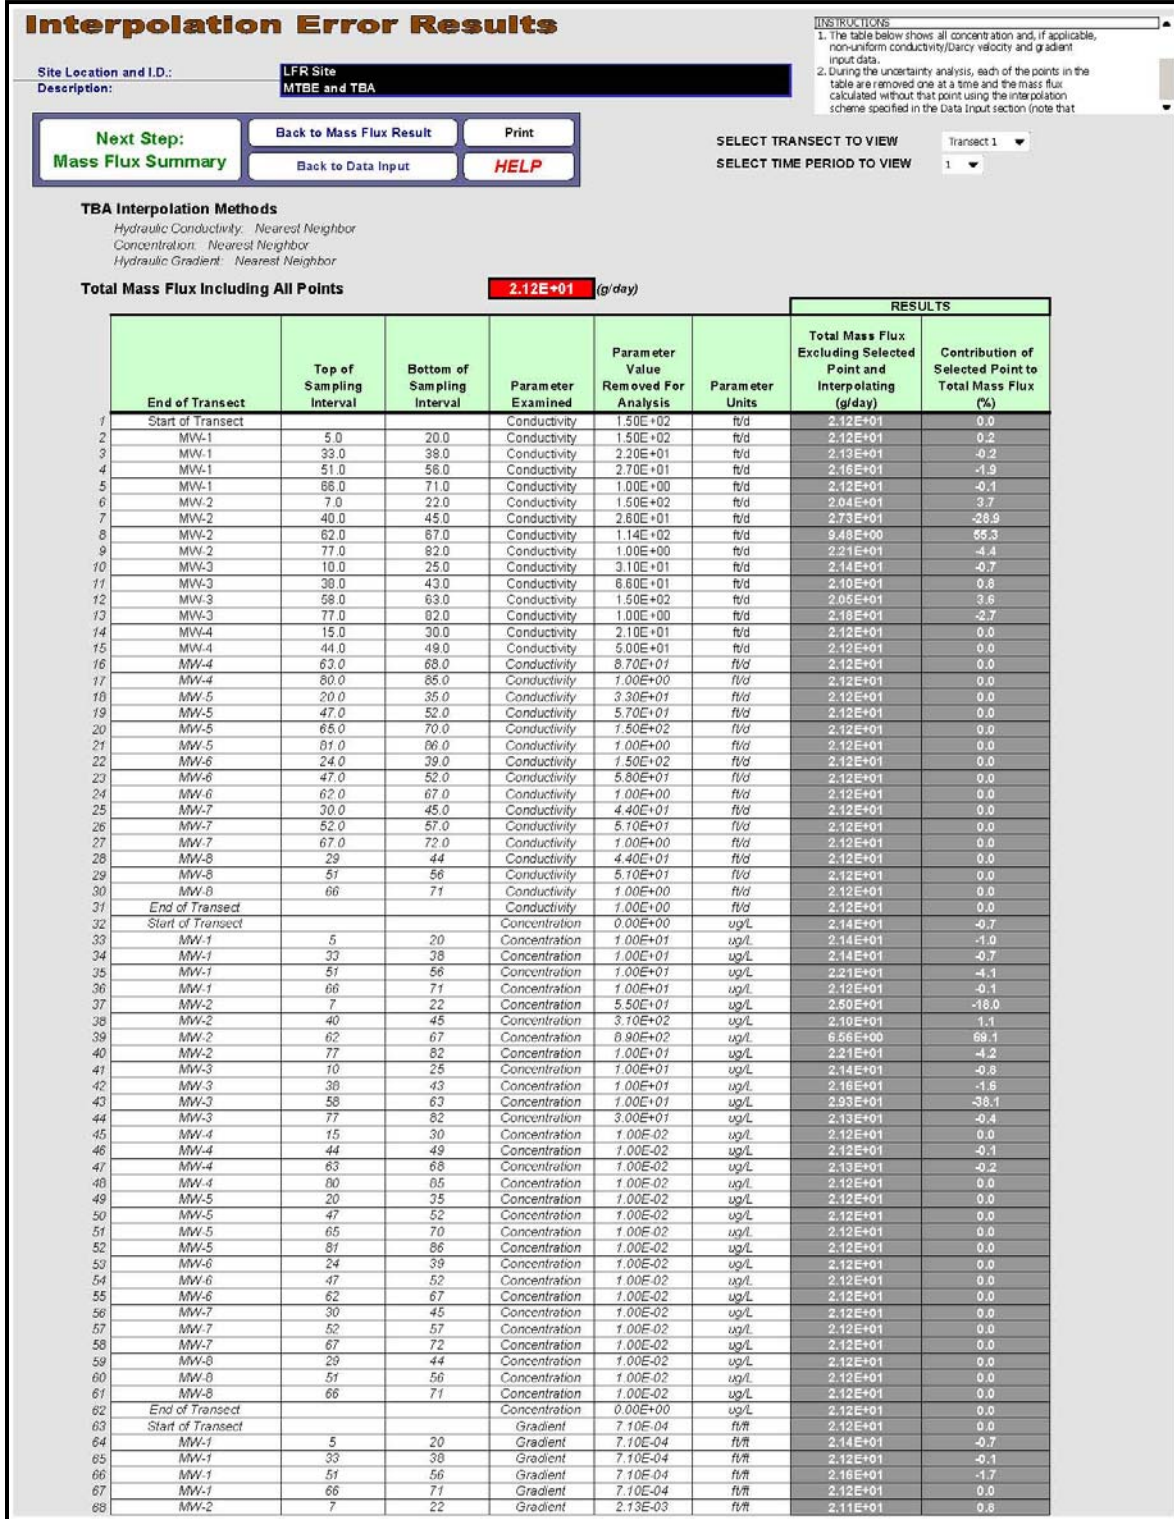 Interpolation Error Results
INSTRUCTIONS
1. The table below shows all concentration and, if applicable,
non-uniform conductivity/Darcy velocity and gradient
input data.
2. During the uncertainty analysis, each of the points in the
table are removed one at a time and the mass flux
calculated without that point using the interpolation
scheme specified in the Data Input section (note that
Site Location and I.D.: LFR Site
Description: MTBE and TBA
Next Step:
Mass Flux Summary
Back to Mass Flux Result
Print
Back to Data Input
HELP
SELECT TRANSECT TO VIEW Transect 1
SELECT TIME PERIOD TO VIEW 1
TBA Interpolation Methods
Hydraulic Conductivity: Nearest Neighbor
Concentration: Nearest Neighbor
Hydraulic Gradient: Nearest Neighbor
Total Mass Flux Including All Points 2.12E+01 (g/day)
RESULTS
End of Transect
Top of Sampling Interval
Bottom of Sampling Interval
Parameter Examined
Parameter Value Removed For Analysis
Parameter Units
Total Mass Flux Excluding Selected Point and Interpolating (g/day)
Contribution of Selected Point to Total Mass Flux (%)
1 Start of Transect Conductivity 1.50E+02 ft/d 2.12E+01 0.0
2 MW-1 5.0 20.0 Conductivity 1.50E+02 ft/d 2.12E+01 0.2
3 MW-1 33.0 38.0 Conductivity 2.20E+01 ft/d 2.13E+01 -0.2
4 MW-1 51.0 56.0 Conductivity 2.70E+01 ft/d 2.16E+01 -1.9
5 MW-1 66.0 71.0 Conductivity 1.00E+00 ft/d 2.12E+01 -0.1
6 MW-2 7.0 22.0 Conductivity 1.50E+02 ft/d 2.04E+01 3.7
7 MW-2 40.0 45.0 Conductivity 2.60E+01 ft/d 2.73E+01 -28.9
8 MW-2 62.0 67.0 Conductivity 1.14E+02 ft/d 9.48E+00 55.3
9 MW-2 77.0 82.0 Conductivity 1.00E+00 ft/d 2.21E+01 -4.4
10 MW-3 10.0 25.0 Conductivity 3.10E+01 ft/d 2.14E+01 -0.7
11 MW-3 38.0 43.0 Conductivity 6.60E+01 ft/d 2.10E+01 0.8
12 MW-3 58.0 63.0 Conductivity 1.50E+02 ft/d 2.05E+01 3.6
13 MW-3 77.0 82.0 Conductivity 1.00E+00 ft/d 2.18E+01 -2.7
14 MW-4 15.0 30.0 Conductivity 2.10E+01 ft/d 2.12E+01 0.0
15 MW-4 44.0 49.0 Conductivity 5.00E+01 ft/d 2.12E+01 0.0
16 MW-4 63.0 68.0 Conductivity 8.70E+01 ft/d 2.12E+01 0.0
17 MW-4 80.0 85.0 Conductivity 1.00E+00 ft/d 2.12E+01 0.0
18 MW-5 20.0 35.0 Conductivity 3.30E+01 ft/d 2.12E+01 0.0
19 MW-5 47.0 52.0 Conductivity 5.70E+01 ft/d 2.12E+01 0.0
20 MW-5 65.0 70.0 Conductivity 1.50E+02 ft/d 2.12E+01 0.0
21 MW-5 81.0 86.0 Conductivity 1.00E+00 ft/d 2.12E+01 0.0
22 MW-6 24.0 39.0 Conductivity 1.50E+02 ft/d 2.12E+01 0.0
23 MW-6 47.0 52.0 Conductivity 5.80E+01 ft/d 2.12E+01 0.0
24 MW-6 62.0 67.0 Conductivity 1.00E+00 ft/d 2.12E+01 0.0
25 MW-7 30.0 45.0 Conductivity 4.40E+01 ft/d 2.12E+01 0.0
26 MW-7 52.0 57.0 Conductivity 5.10E+01 ft/d 2.12E+01 0.0
27 MW-7 67.0 72.0 Conductivity 1.00E+00 ft/d 2.12E+01 0.0
28 MW-8 29 44 Conductivity 4.40E+01 ft/d 2.12E+01 0.0
29 MW-8 51 56 Conductivity 5.10E+01 ft/d 2.12E+01 0.0
30 MW-8 66 71 Conductivity 1.00E+00 ft/d 2.12E+01 0.0
31 End of Transect Conductivity 1.00E+00 ft/d 2.12E+01 0.0
32 Start of Transect Concentration 0.00E+00 ug/L 2.14E+01 -0.7
33 MW-1 5 20 Concentration 1.00E+01 ug/L 2.14E+01 -1.0
34 MW-1 33 38 Concentration 1.00E+01 ug/L 2.14E+01 -0.7
35 MW-1 51 56 Concentration 1.00E+01 ug/L 2.21E+01 -4.1
36 MW-1 66 71 Concentration 1.00E+01 ug/L 2.12E+01 -0.1
37 MW-2 7 22 Concentration 5.50E+01 ug/L 2.50E+01 -18.0
38 MW-2 40 45 Concentration 3.10E+02 ug/L 2.10E+01 1.1
39 MW-2 62 67 Concentration 8.90E+02 ug/L 6.56E+00 69.1
40 MW-2 77 82 Concentration 1.00E+01 ug/L 2.21E+01 -4.2
41 MW-3 10 25 Concentration 1.00E+01 ug/L 2.14E+01 -0.8
42 MW-3 38 43 Concentration 1.00E+01 ug/L 2.16E+01 -1.6
43 MW-3 58 63 Concentration 1.00E+01 ug/L 2.93E+01 -38.1
44 MW-3 77 82 Concentration 3.00E+01 ug/L 2.13E+01 -0.4
45 MW-4 15 30 Concentration 1.00E-02 ug/L 2.12E+01 0.0
46 MW-4 44 49 Concentration 1.00E-02 ug/L 2.12E+01 -0.1
47 MW-4 63 68 Concentration 1.00E-02 ug/L 2.13E+01 -0.2
48 MW-4 80 85 Concentration 1.00E-02 ug/L 2.12E+01 0.0
49 MW-5 20 35 Concentration 1.00E-02 ug/L 2.12E+01 0.0
50 MW-5 47 52 Concentration 1.00E-02 ug/L 2.12E+01 0.0
51 MW-5 65 70 Concentration 1.00E-02 ug/L 2.12E+01 0.0
52 MW-5 81 86 Concentration 1.00E-02 ug/L 2.12E+01 0.0
53 MW-6 24 39 Concentration 1.00E-02 ug/L 2.12E+01 0.0
54 MW-6 47 52 Concentration 1.00E-02 ug/L 2.12E+01 0.0
55 MW-6 62 67 Concentration 1.00E-02 ug/L 2.12E+01 0.0
56 MW-7 30 45 Concentration 1.00E-02 ug/L 2.12E+01 0.0
57 MW-7 52 57 Concentration 1.00E-02 ug/L 2.12E+01 0.0
58 MW-7 67 72 Concentration 1.00E-02 ug/L 2.12E+01 0.0
59 MW-8 29 44 Concentration 1.00E-02 ug/L 2.12E+01 0.0
60 MW-8 51 56 Concentration 1.00E-02 ug/L 2.12E+01 0.0
61 MW-8 66 71 Concentration 1.00E-02 ug/L 2.12E+01 0.0
62 End of Transect Concentration 0.00E+00 ug/L 2.12E+01 0.0
63 Start of Transect Gradient 7.10E-04 ft/ft 2.12E+01 0.0
64 MW-1 5 20 Gradient 7.10E-04 ft/ft 2.14E+01 -0.7
65 MW-1 33 38 Gradient 7.10E-04 ft/ft 2.12E+01 -0.1
66 MW-1 51 56 Gradient 7.10E-04 ft/ft 2.16E+01 -1.7
67 MW-1 66 71 Gradient 7.10E-04 ft/ft 2.12E+01 0.0
68 MW-2 7 22 Gradient 2.13E-03 ft/ft 2.11E+01 0.8